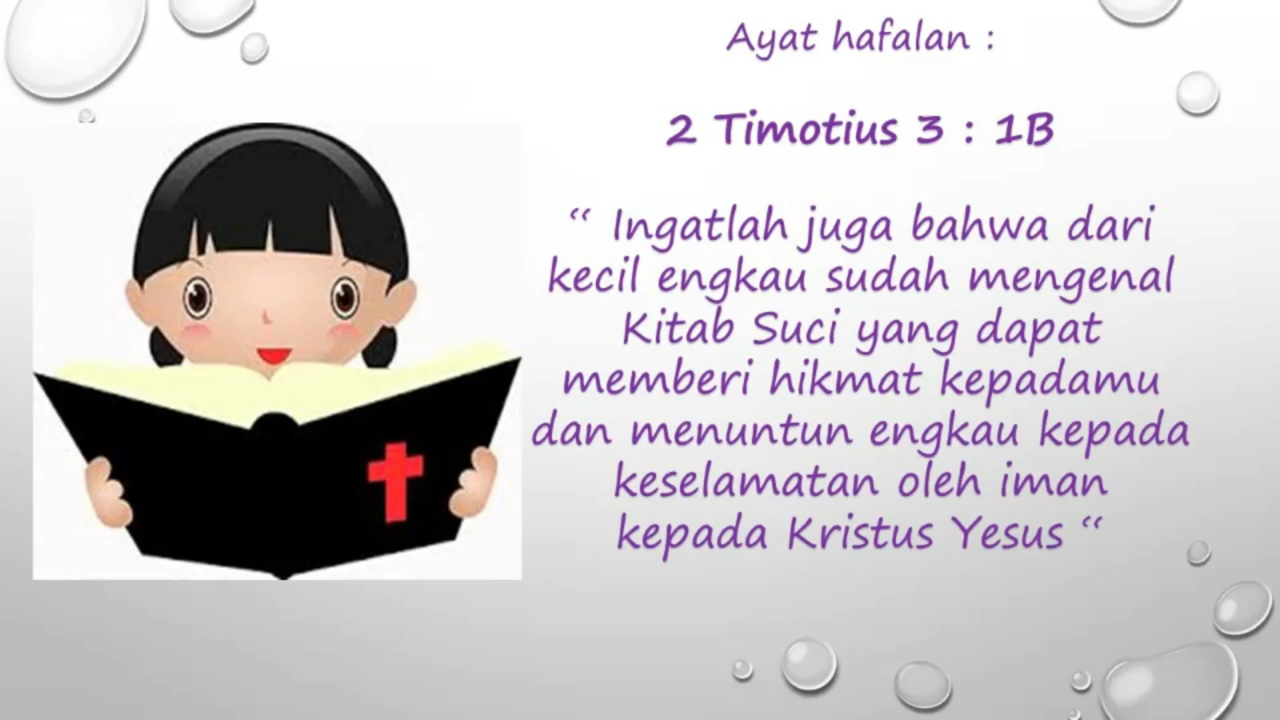 Ayat hafalan :
2 Timotius 3 : 1B
“ Ingatlah juga bahwa dari
kecil engkau sudah mengenal
Kitab Suci yang dapat
memberi hikmat kepadamu
dan menuntun engkau kepada
keselamatan oleh iman
kepada Kristus Yesus “